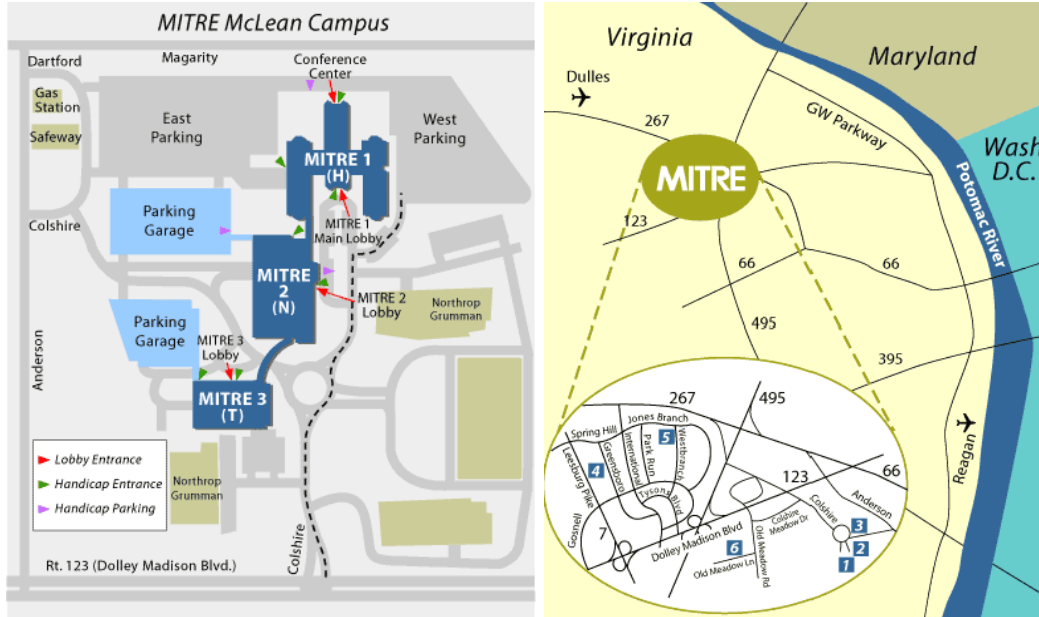 MITRE McLean Campus
Dartford
Magarity
Conference
Center
Gas
Station
Safeway
East
Parking
West
Parking
MITRE 1
(H)
Parking
Garage
Colshire
MITRE 1
Main Lobby
MITRE
2
(N)
MITRE 2
Lobby
Northrop
Grumman
Parking
Garage
MITRE 3
Lobby
Anderson
MITRE 3
(T)
Lobby Entrance
Handicap Entrance
Handicap Parking
Northrop
Grumman
Colshire
Rt. 123 (Dolley Madison Blvd.)
Virginia
Maryland
Dulles
267
GW Parkway
Wash
D.C.
MITRE
Potomac River
123
66
66
495
395
Reagan
267
495
Jones Branch
Spring Hill
5
4
Leesburg Pike
Greensboro
International
Park Run
Westbranch
Tysons Blvd
66
123
Colshire
Anderson
Gosnell
7
Dolley Madison Blvd
Colshire
Meadow Dr
3
2
1
6
Old Meadow Ln
Old Meadow Rd